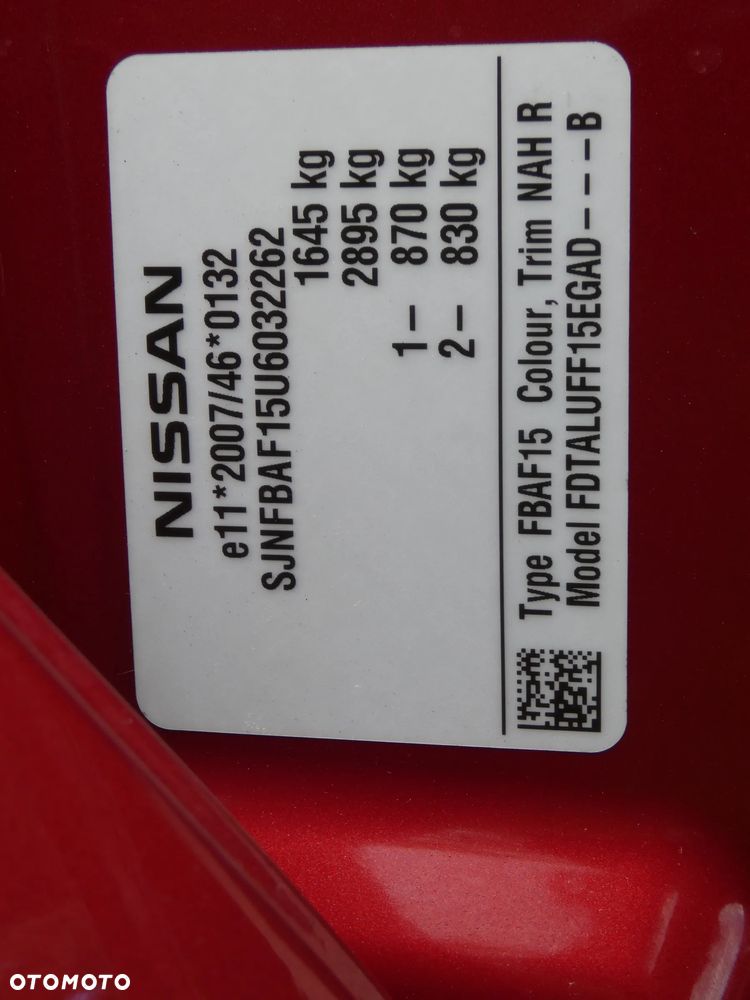 NISSAN
e11*2007/46*0132
SJNFBAF15U6032262
1645 kg
2895 kg
1– 870 kg
2– 830 kg
Type FBAF15 Colour, Trim NAH R
Model FDTALUFF15EGAD–––B
OTOMOTO